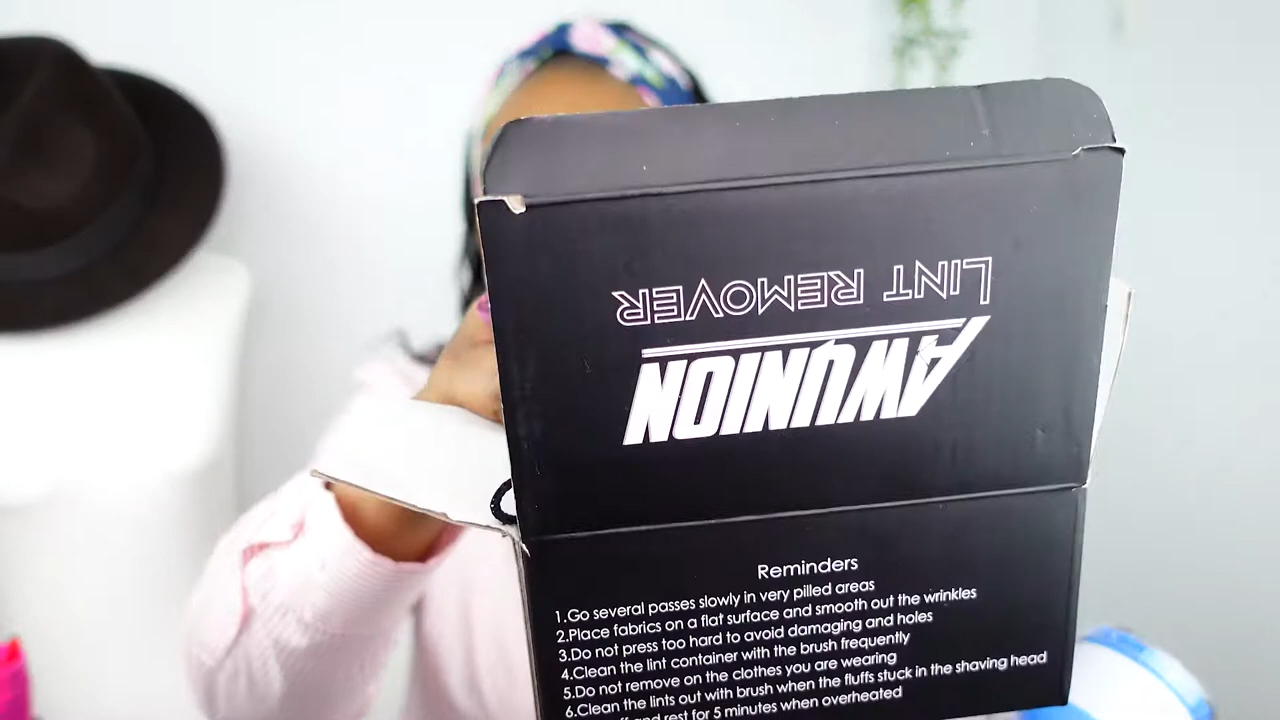 LINT REMOVER
AWUNION
Reminders
1.Go several passes slowly in very pilled areas
2.Place fabrics on a flat surface and smooth out the wrinkles
3.Do not press too hard to avoid damaging and holes
4.Clean the lint container with the brush frequently
5.Do not remove on the clothes you are wearing
6.Clean the lints out with brush when the fluffs stuck in the shaving head
and rest for 5 minutes when overheated